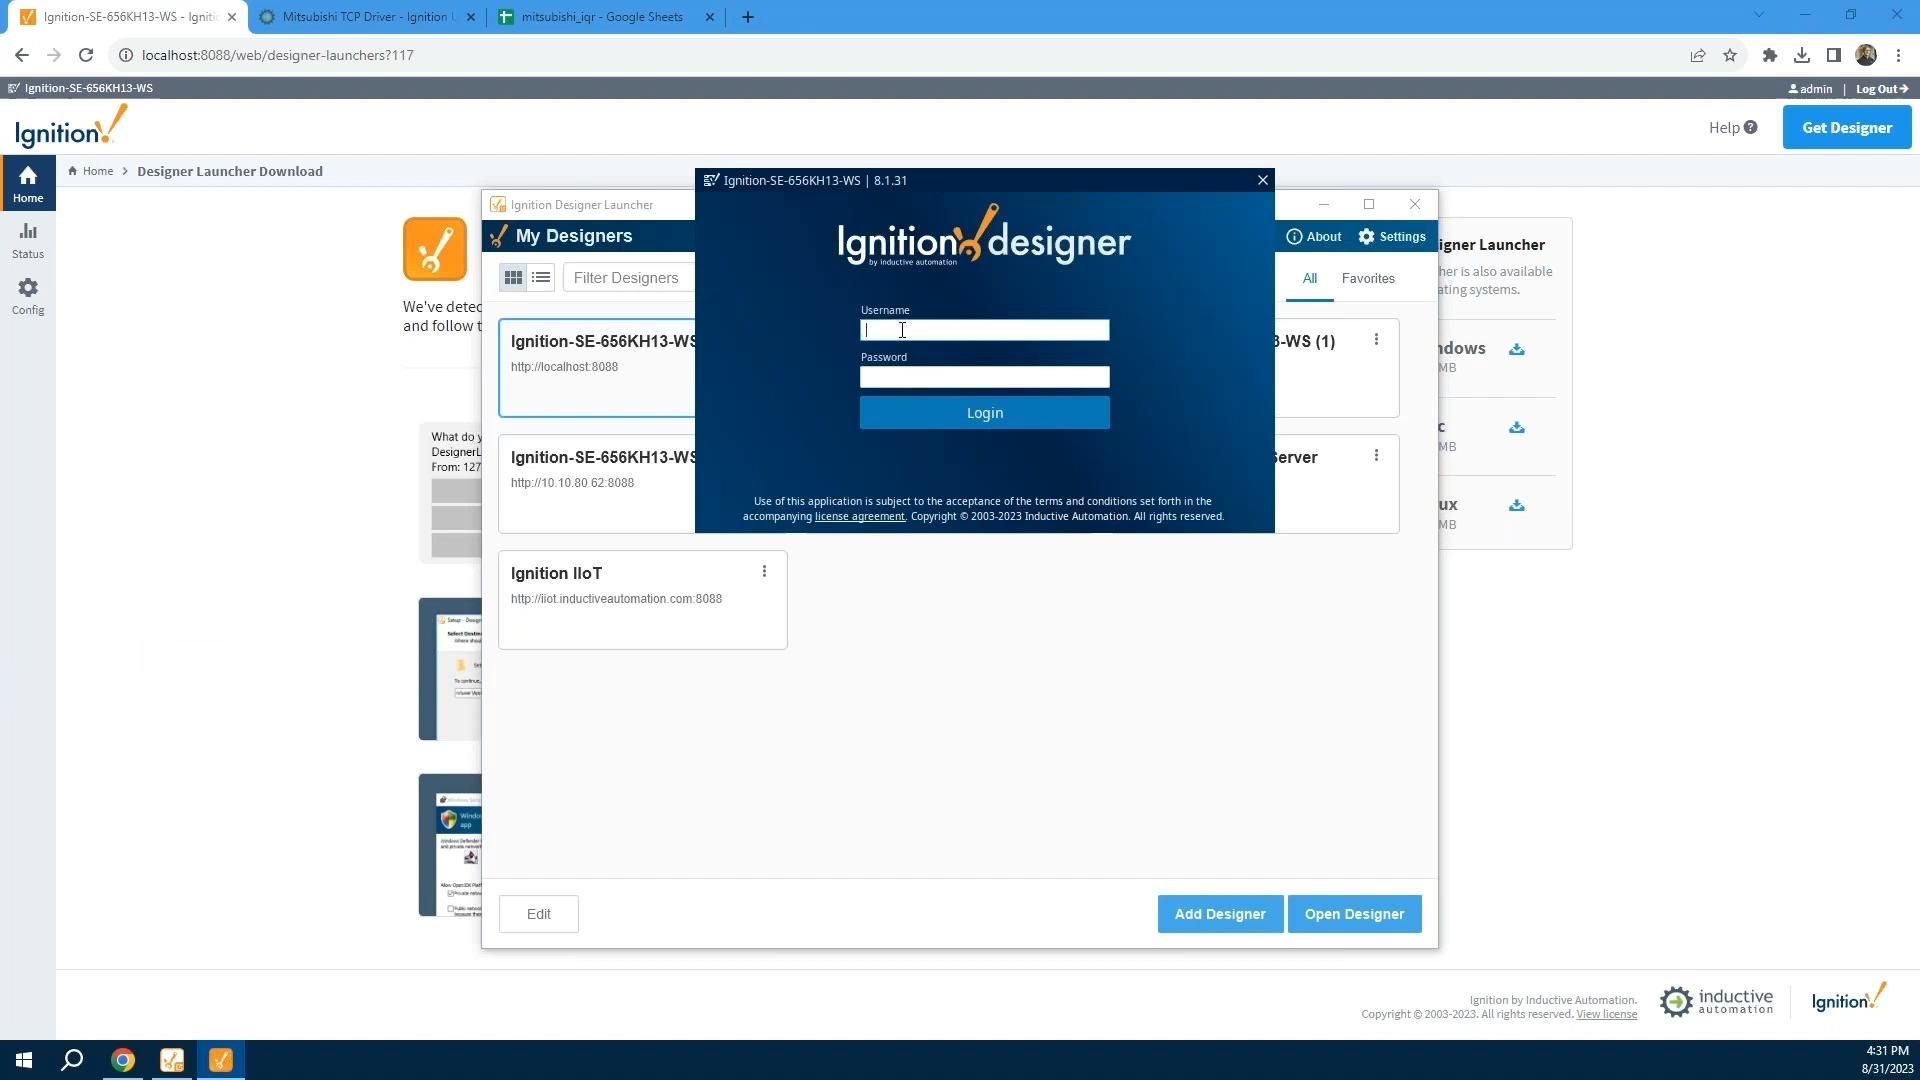 Ignition-SE-656KH13-WS - Igniti
Mitsubishi TCP Driver - Ignition
mitsubishi_iqr - Google Sheets
localhost:8088/web/designer-launchers?117
Ignition-SE-656KH13-WS
admin | Log Out
Ignition!
Help
Get Designer
Home
Home
Designer Launcher Download
Status
Config
We've detec
and follow t
What do y
DesignerL
From: 127
Ignition Designer Launcher
My Designers
About
Settings
Filter Designers
All
Favorites
Ignition-SE-656KH13-WS
http://localhost:8088
3-WS (1)
Ignition-SE-656KH13-WS
http://10.10.80.62:8088
Server
Ignition IIoT
http://iiot.inductiveautomation.com:8088
Edit
Add Designer
Open Designer
Ignition-SE-656KH13-WS | 8.1.31
Ignition designer
by inductive automation
Username
Password
Login
Use of this application is subject to the acceptance of the terms and conditions set forth in the
accompanying license agreement. Copyright © 2003-2023 Inductive Automation. All rights reserved.
igner Launcher
her is also available
ating systems.
ndows
MB
c
MB
ux
MB
Ignition by Inductive Automation.
Copyright © 2003-2023. All rights reserved. View license
inductive
automation
Ignition!
4:31 PM
8/31/2023